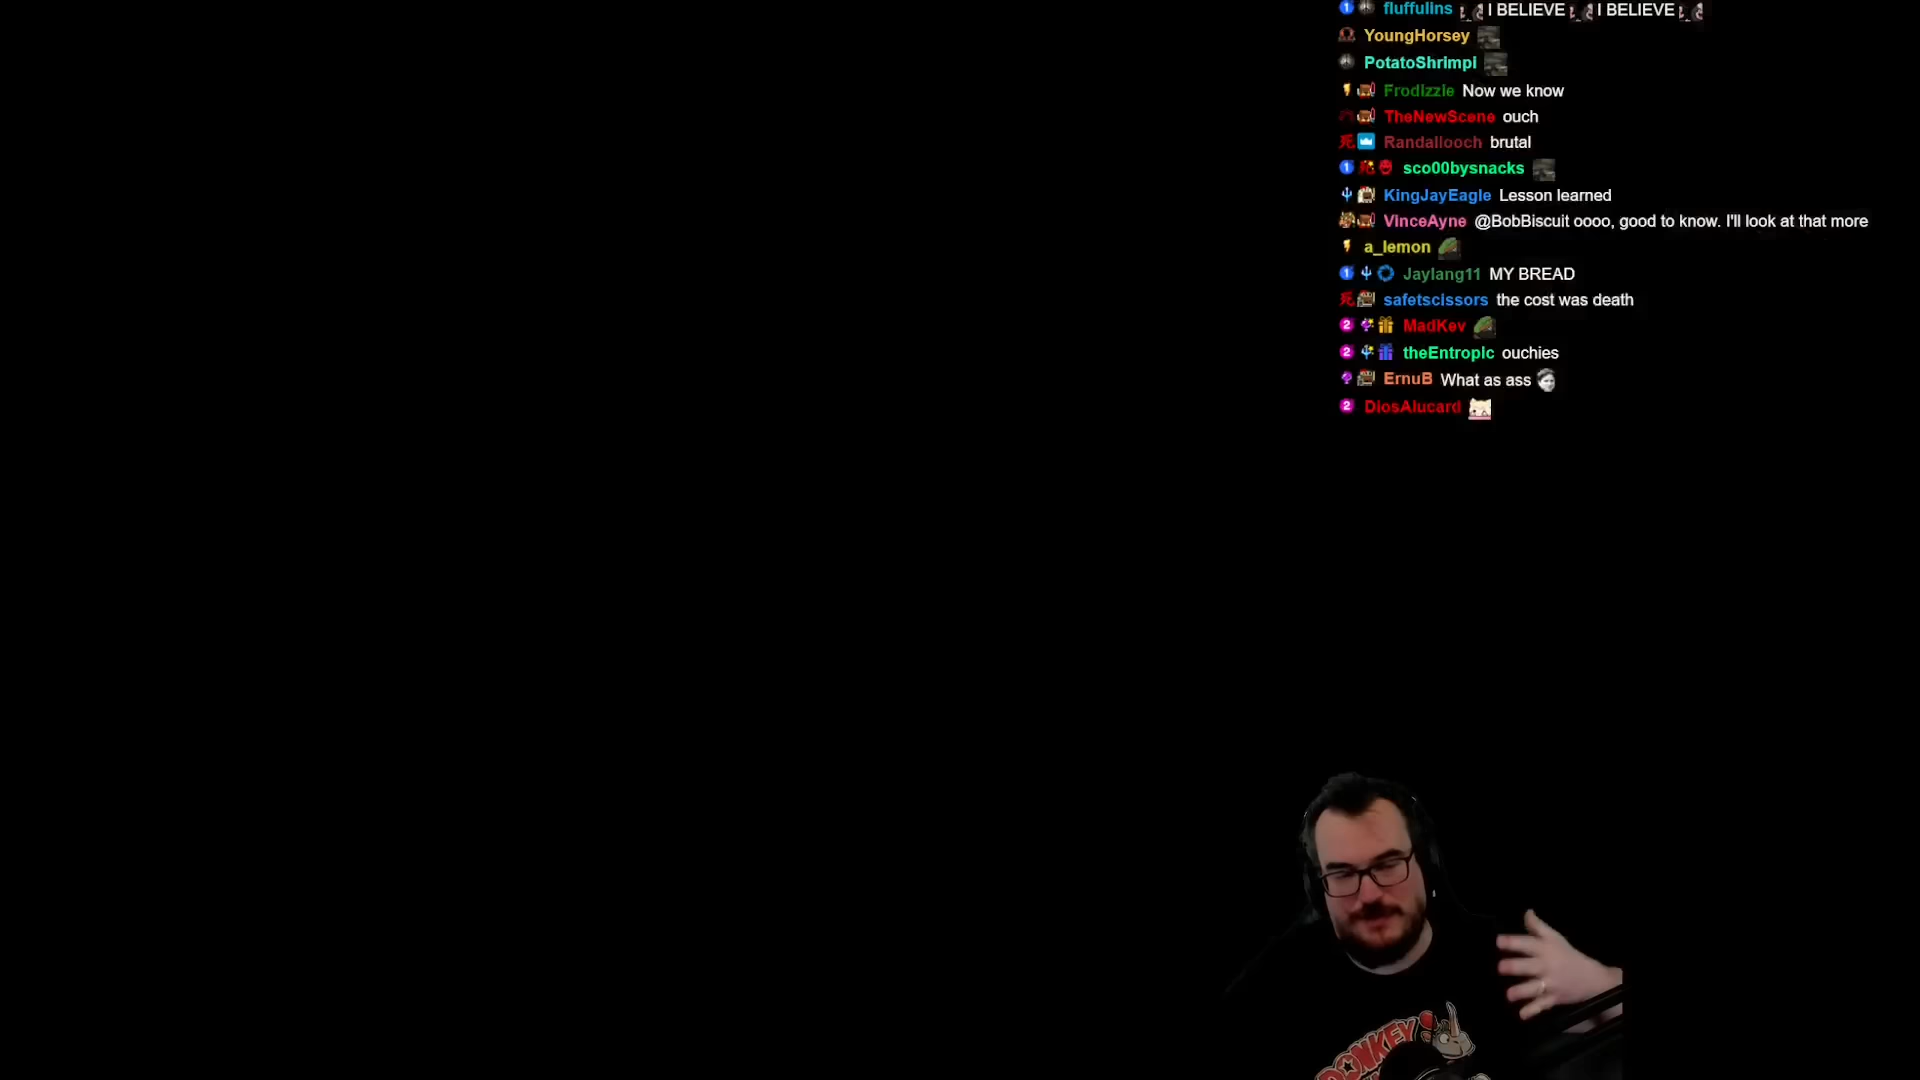 fluffulins I BELIEVE I BELIEVE
YoungHorsey
PotatoShrimpi
Frodizzle Now we know
TheNewScene ouch
Randallooch brutal
sco00bysnacks
KingJayEagle Lesson learned
VinceAyne @BobBiscuit oooo, good to know. I'll look at that more
a_lemon
Jaylang11 MY BREAD
safetscissors the cost was death
MadKev
theEntropic ouchies
ErnuB What as ass
DiosAlucard
DONKEY